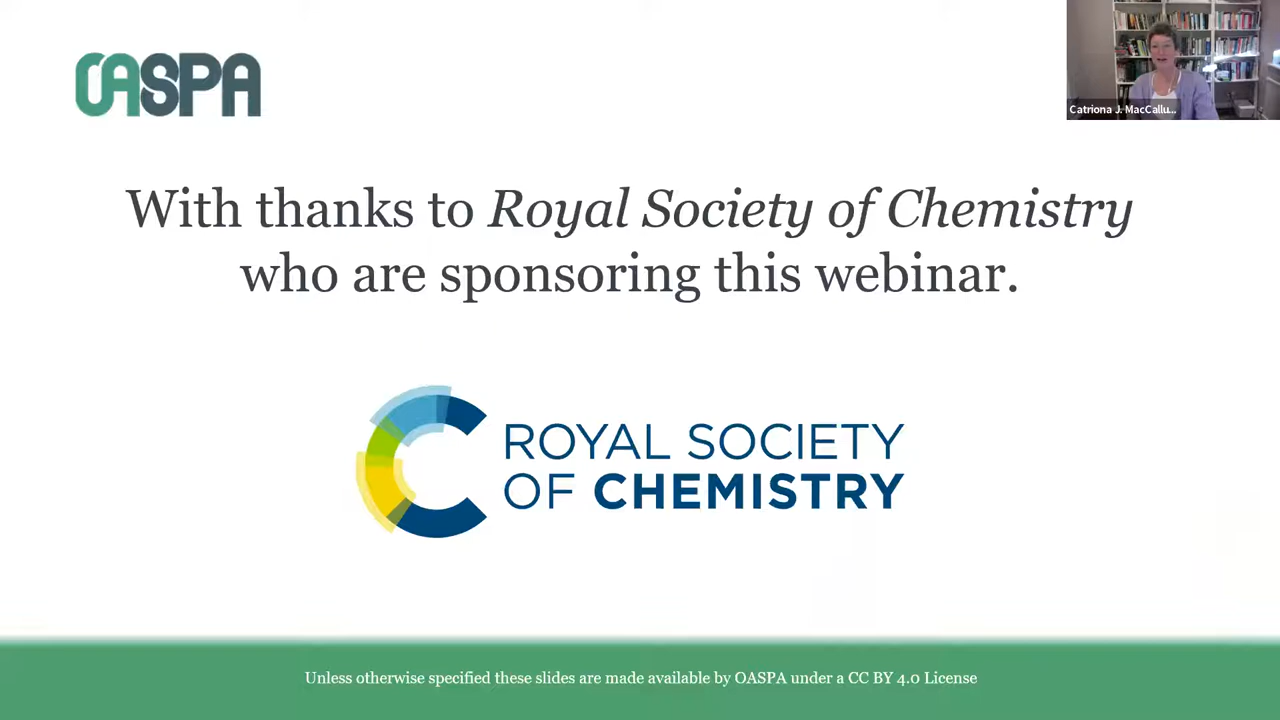 OASPA
Catriona J. MacCallu...
With thanks to Royal Society of Chemistry
who are sponsoring this webinar.
ROYAL SOCIETY
OF CHEMISTRY
Unless otherwise specified these slides are made available by OASPA under a CC BY 4.0 License